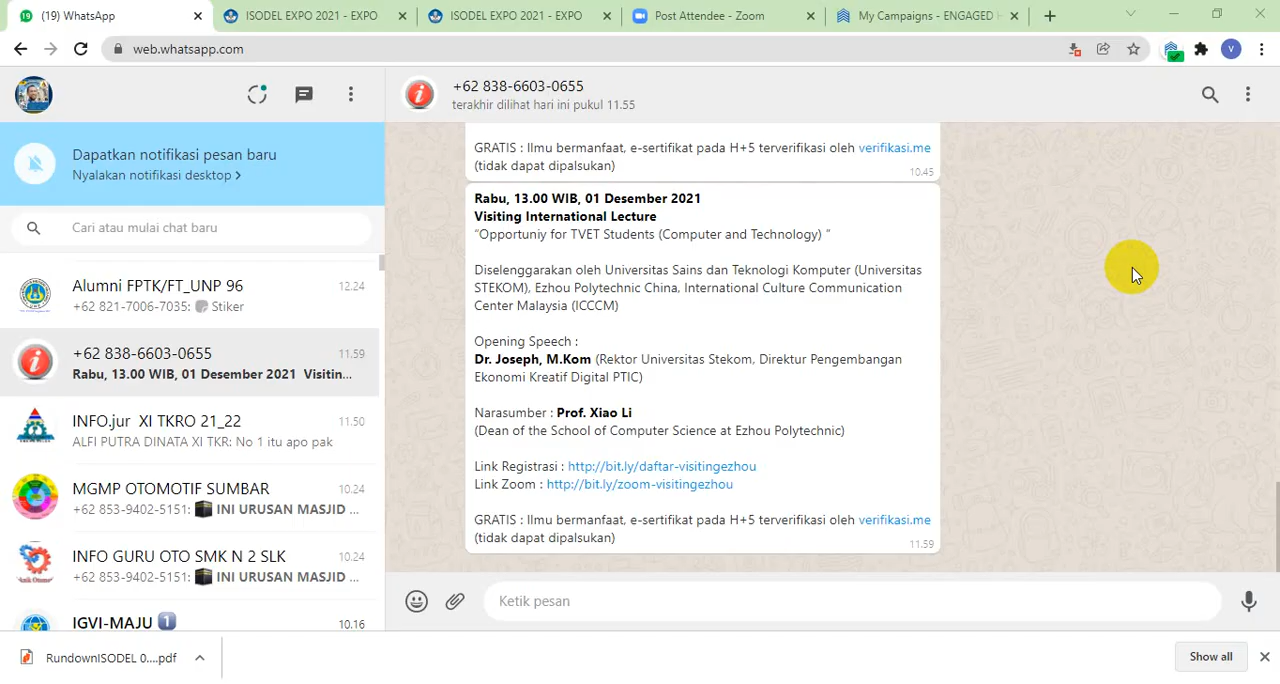 (19) WhatsApp
ISODEL EXPO 2021 - EXPO
ISODEL EXPO 2021 - EXPO
Post Attendee - Zoom
My Campaigns - ENGAGED H
web.whatsapp.com
V
+62 838-6603-0655
terakhir dilihat hari ini pukul 11.55
Dapatkan notifikasi pesan baru
Nyalakan notifikasi desktop >
Cari atau mulai chat baru
Alumni FPTK/FT_UNP 96
12.24
+62 821-7006-7035: Stiker
+62 838-6603-0655
11.59
Rabu, 13.00 WIB, 01 Desember 2021 Visitin...
INFO.jur XI TKRO 21_22
11.50
ALFI PUTRA DINATA XI TKR: No 1 itu apo pak
MGMP OTOMOTIF SUMBAR
10.24
+62 853-9402-5151: INI URUSAN MASJID ...
INFO GURU OTO SMK N 2 SLK
10.24
+62 853-9402-5151: INI URUSAN MASJID ...
IGVI-MAJU 1
10.16
GRATIS : Ilmu bermanfaat, e-sertifikat pada H+5 terverifikasi oleh verifikasi.me
(tidak dapat dipalsukan)
10.45
Rabu, 13.00 WIB, 01 Desember 2021
Visiting International Lecture
"Opportuniy for TVET Students (Computer and Technology) "
Diselenggarakan oleh Universitas Sains dan Teknologi Komputer (Universitas
STEKOM), Ezhou Polytechnic China, International Culture Communication
Center Malaysia (ICCCM)
Opening Speech :
Dr. Joseph, M.Kom (Rektor Universitas Stekom, Direktur Pengembangan
Ekonomi Kreatif Digital PTIC)
Narasumber : Prof. Xiao Li
(Dean of the School of Computer Science at Ezhou Polytechnic)
Link Registrasi : http://bit.ly/daftar-visitingezhou
Link Zoom : http://bit.ly/zoom-visitingezhou
GRATIS : Ilmu bermanfaat, e-sertifikat pada H+5 terverifikasi oleh verifikasi.me
(tidak dapat dipalsukan)
11.59
Ketik pesan
RundownISODEL 0....pdf
Show all